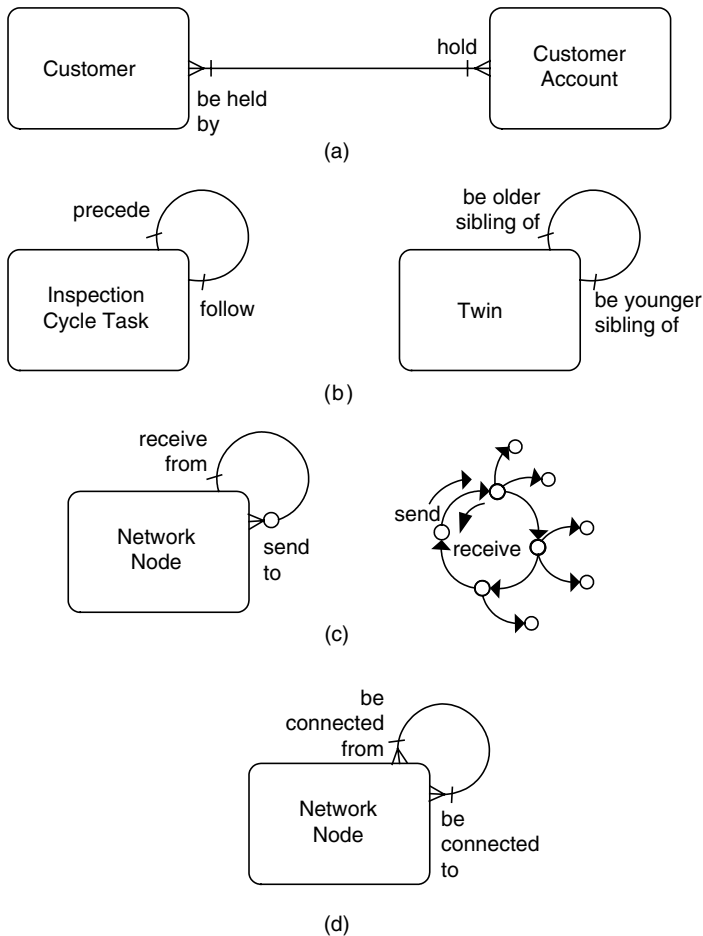 Customer
hold
Customer
Account
be held
by
(a)
precede
Inspection
Cycle Task
follow
be older
sibling of
Twin
be younger
sibling of
(b)
receive
from
Network
Node
send
to
send
receive
(c)
be
connected
from
Network
Node
be
connected
to
(d)